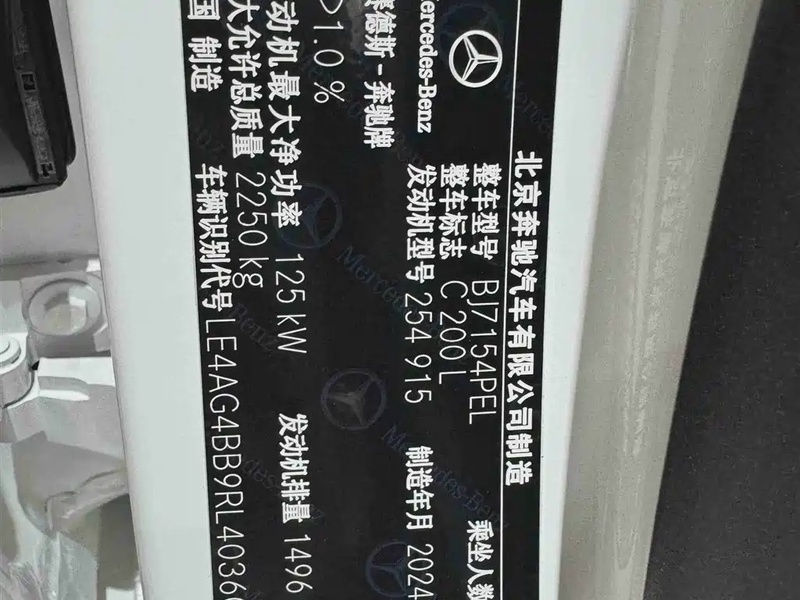 北京奔驰汽车有限公司制造
Mercedes-Benz
整车型号 BJ7154PEL 乘坐人数
整车标志 C 200 L
赛德斯-奔驰牌 发动机型号 254 915 制造年月 2024
>1.0 %
动机最大净功率 125 kW 发动机排量 1496
大允许总质量 2250 kg
国 制造 车辆识别代号 LE4AG4BB9RL4036